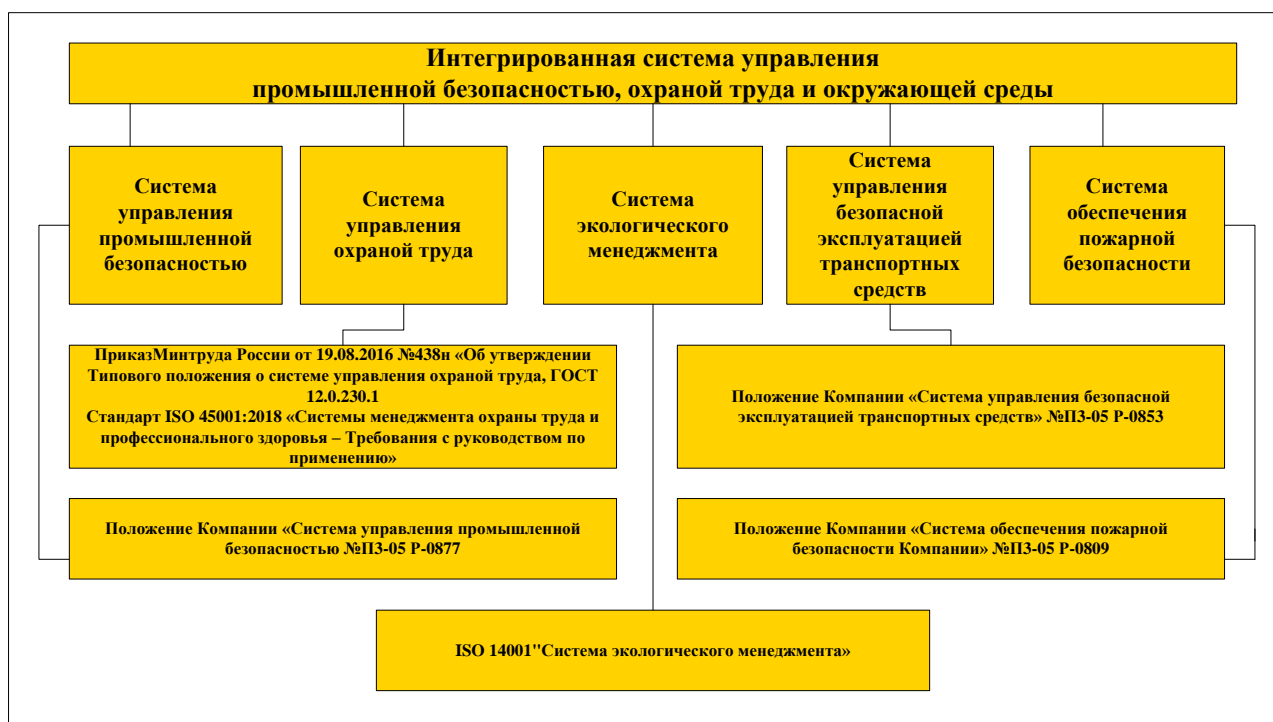 Интегрированная система управления
промышленной безопасностью, охраной труда и окружающей среды
Система
управления
промышленной
безопасностью
Система
управления
охраной труда
Система
экологического
менеджмента
Система
управления
безопасной
эксплуатацией
транспортных
средств
Система
обеспечения
пожарной
безопасности
ПриказМинтруда России от 19.08.2016 №438н «Об утверждении
Типового положения о системе управления охраной труда, ГОСТ
12.0.230.1
Стандарт ISO 45001:2018 «Системы менеджмента охраны труда и
профессионального здоровья – Требования с руководством по
применению»
Положение Компании «Система управления безопасной
эксплуатацией транспортных средств» №П3-05 Р-0853
Положение Компании «Система управления промышленной
безопасностью №П3-05 Р-0877
Положение Компании «Система обеспечения пожарной
безопасности Компании» №П3-05 Р-0809
ISO 14001"Система экологического менеджмента»